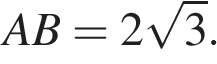 AB = 2√3.